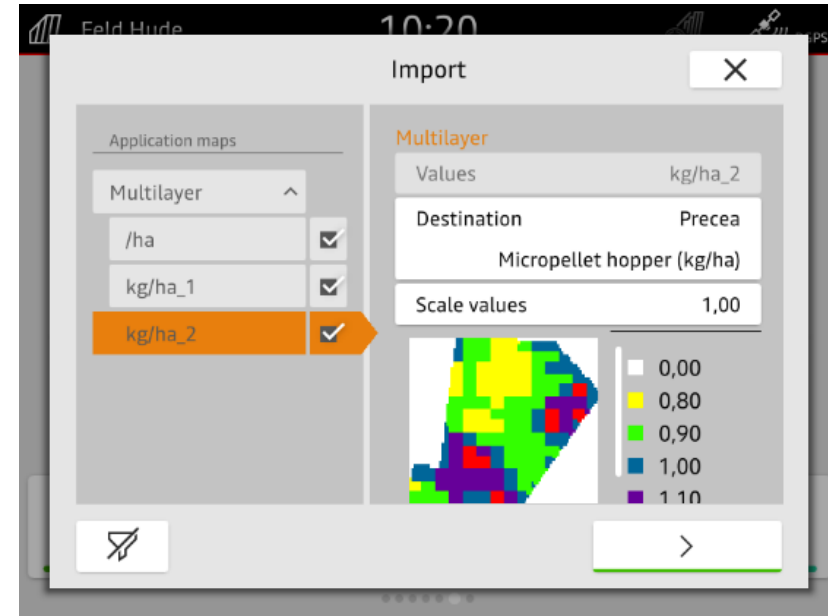 Feld Hude
10:20
GPS
Import
Application maps
Multilayer
/ha
kg/ha_1
kg/ha_2
Multilayer
Values kg/ha_2
Destination Precea
Micropellet hopper (kg/ha)
Scale values 1,00
0,00
0,80
0,90
1,00
1,10